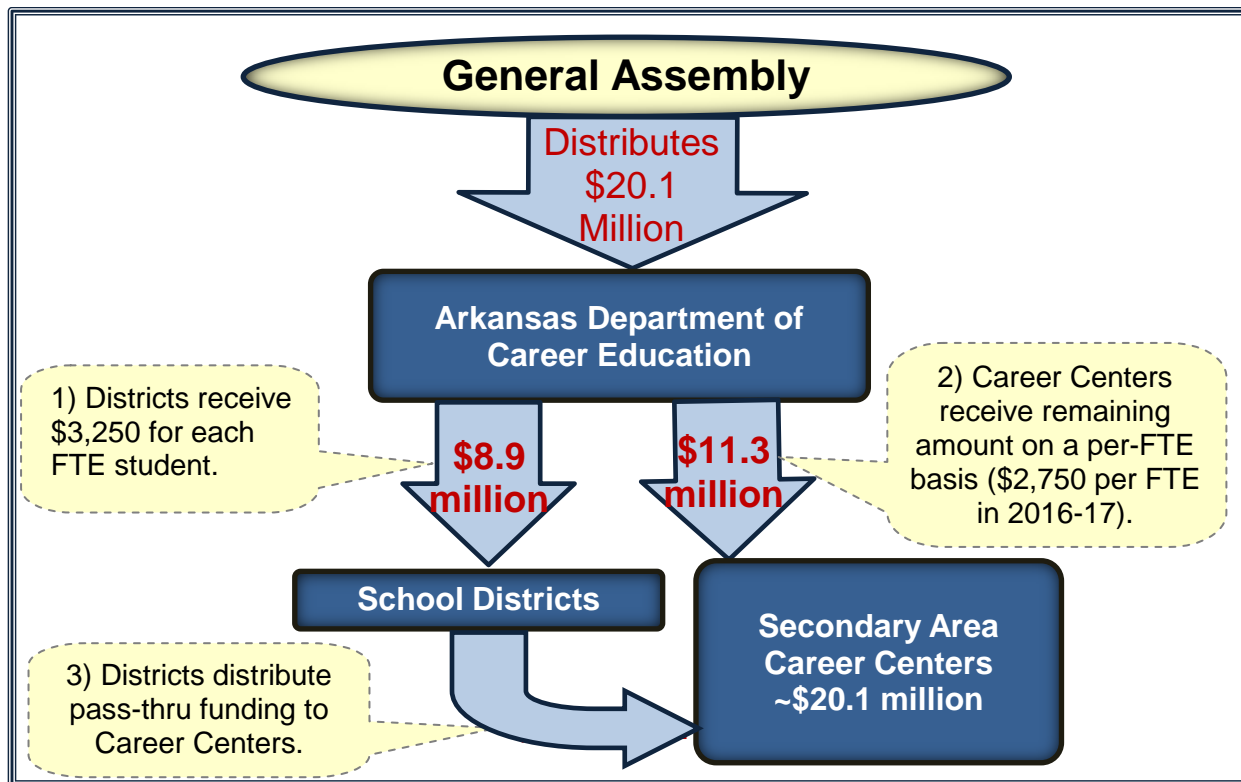 General Assembly
Distributes
$20.1
Million
Arkansas Department of
Career Education
1) Districts receive
$3,250 for each
FTE student.
$8.9
million
$11.3
million
2) Career Centers
receive remaining
amount on a per-FTE
basis ($2,750 per FTE
in 2016-17).
School Districts
Secondary Area
Career Centers
~$20.1 million
3) Districts distribute
pass-thru funding to
Career Centers.